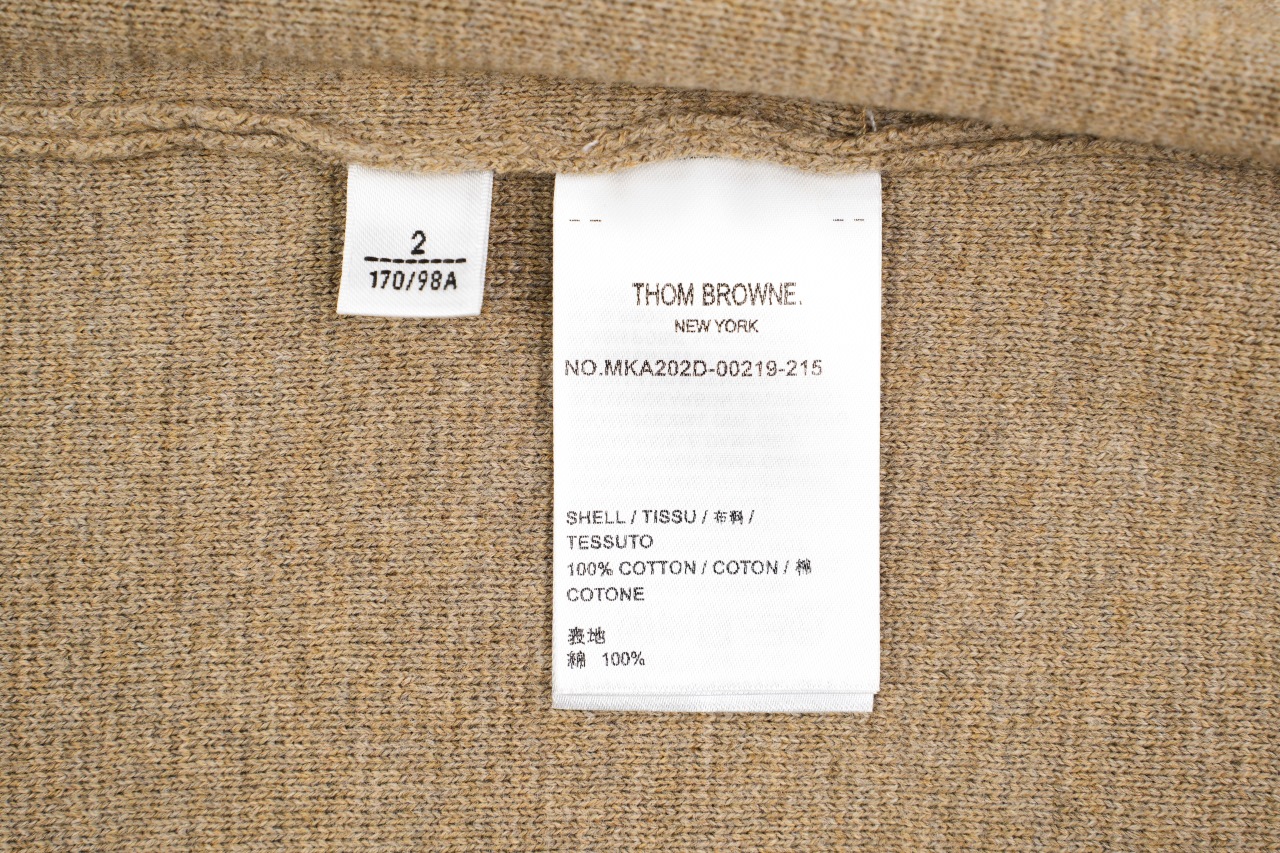 2
170/98A
THOM BROWNE.
NEW YORK
NO.MKA202D-00219-215
SHELL / TISSU / 布料 /
TESSUTO
100% COTTON / COTON / 棉
COTONE
表地
綿 100%